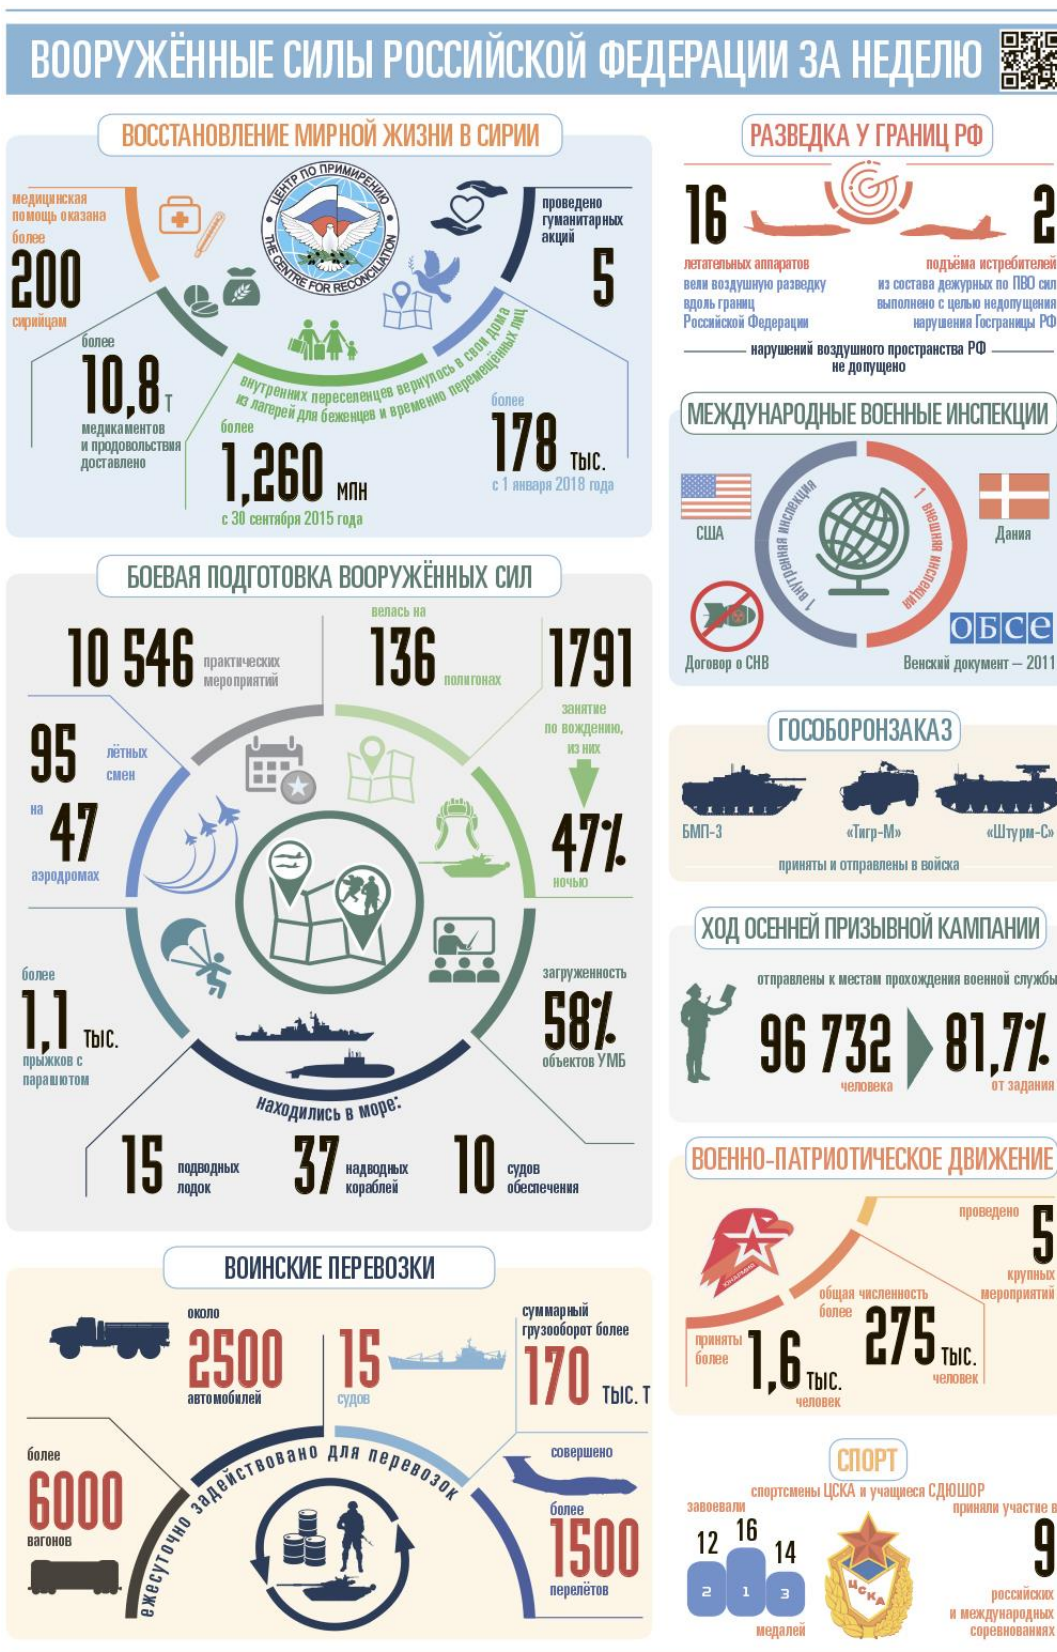 ВООРУЖЁННЫЕ СИЛЫ РОССИЙСКОЙ ФЕДЕРАЦИИ ЗА НЕДЕЛЮ
ВОССТАНОВЛЕНИЕ МИРНОЙ ЖИЗНИ В СИРИИ
медицинская
помощь оказана
более
200
сирийцам
ЦЕНТР ПО ПРИМИРЕНИЮ
THE CENTRE FOR RECONCILIATION
проведено
гуманитарных
акций
5
более
10,8 т
медикаментов
и продовольствия
доставлено
внутренних переселенцев вернулось в свои дома
из лагерей для беженцев и временно перемещённых лиц
более
1,260 млн
с 30 сентября 2015 года
более
178 тыс.
с 1 января 2018 года
БОЕВАЯ ПОДГОТОВКА ВООРУЖЁННЫХ СИЛ
10 546
практических
мероприятий
велась на
136
полигонах
1791
занятие
по вождению,
из них
47%
ночью
95
лётных
смен
на
47
аэродромах
более
1,1 тыс.
прыжков с
парашютом
загруженность
58%
объектов УМБ
находились в море:
15
подводных
лодок
37
надводных
кораблей
10
судов
обеспечения
ВОИНСКИЕ ПЕРЕВОЗКИ
около
2500
автомобилей
15
судов
суммарный
грузооборот более
170 тыс. т
более
6000
вагонов
ежесуточно задействовано для перевозок
совершено
более
1500
перелётов
РАЗВЕДКА У ГРАНИЦ РФ
16
летательных аппаратов
вели воздушную разведку
вдоль границ
Российской Федерации
2
подъёма истребителей
из состава дежурных по ПВО сил
выполнено с целью недопущения
нарушения Госграницы РФ
нарушений воздушного пространства РФ
не допущено
МЕЖДУНАРОДНЫЕ ВОЕННЫЕ ИНСПЕКЦИИ
США
1 внутренняя инспекция
1 внешняя инспекция
Дания
Договор о СНВ
ОБСЕ
Венский документ – 2011
ГОСОБОРОНЗАКАЗ
БМП-3
«Тигр-М»
«Штурм-С»
приняты и отправлены в войска
ХОД ОСЕННЕЙ ПРИЗЫВНОЙ КАМПАНИИ
отправлены к местам прохождения военной службы
96 732
человека
81,7%
от задания
ВОЕННО-ПАТРИОТИЧЕСКОЕ ДВИЖЕНИЕ
ЮНАРМИЯ
проведено
5
крупных
мероприятий
общая численность
более
275 тыс.
человек
приняты
более
1,6 тыс.
человек
СПОРТ
спортсмены ЦСКА и учащиеся СДЮШОР
завоевали
12
16
14
2
1
3
медалей
ЦСКА
приняли участие в
9
российских
и международных
соревнованиях